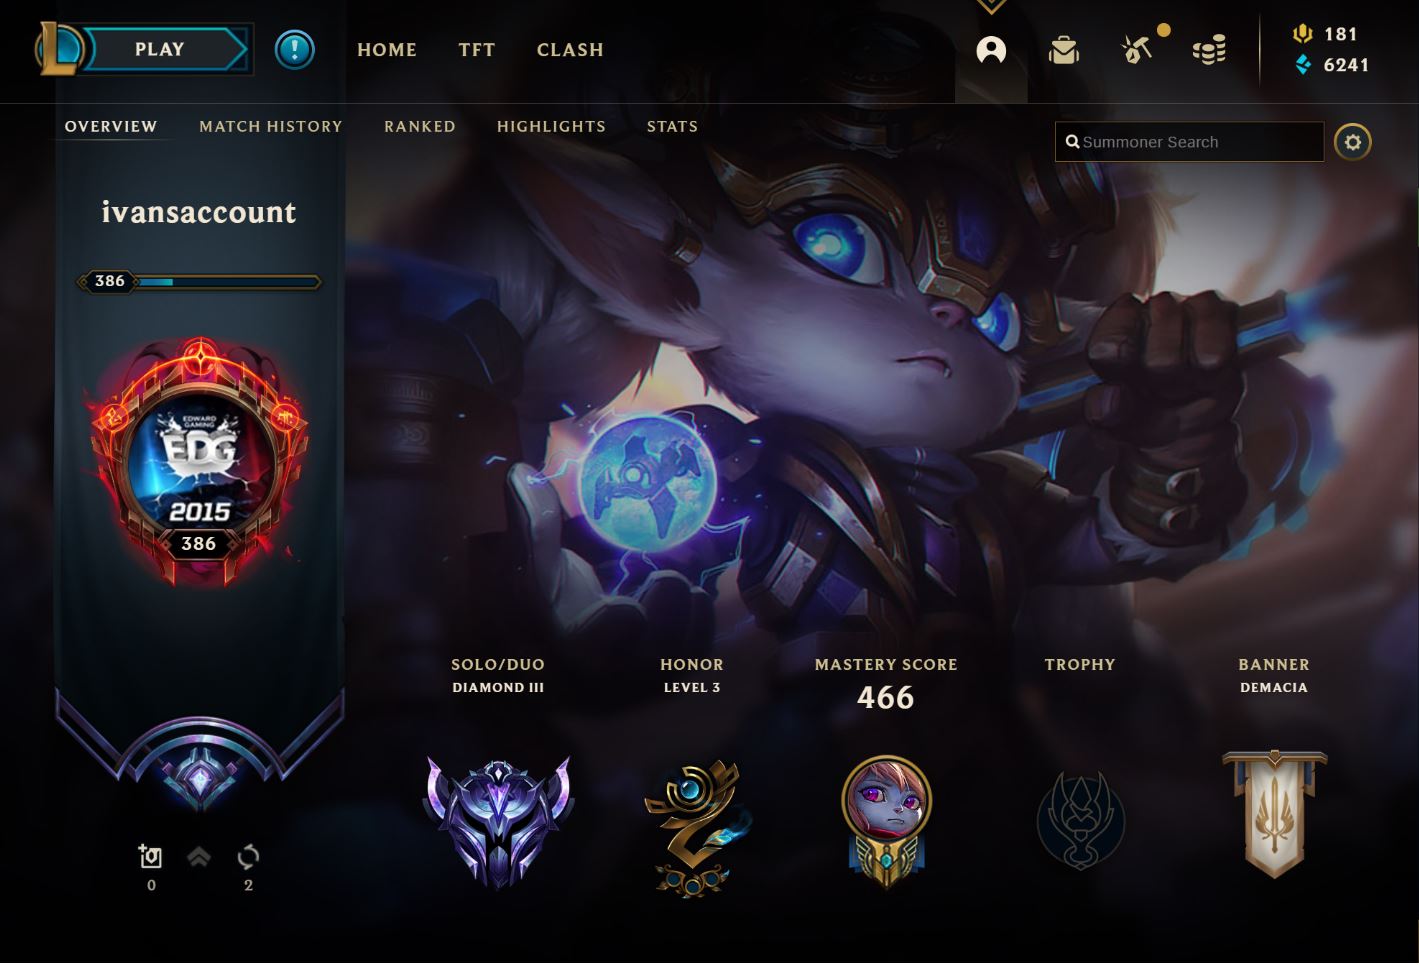 PLAY
HOME
TFT
CLASH
181
6241
OVERVIEW
MATCH HISTORY
RANKED
HIGHLIGHTS
STATS
Summoner Search
ivansaccount
386
EDWARD
GAMING
EDG
2015
386
SOLO/DUO
DIAMOND III
HONOR
LEVEL 3
MASTERY SCORE
466
TROPHY
BANNER
DEMACIA
0
2